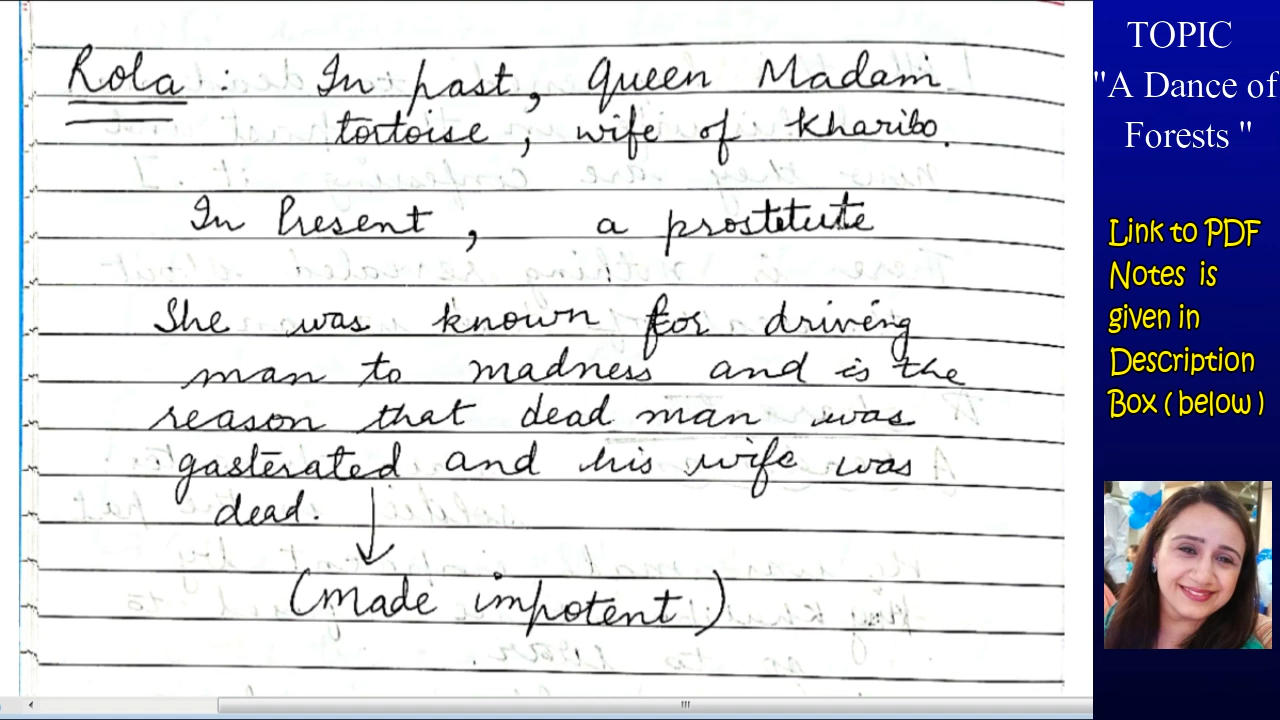 Rola : In past, Queen Madam
tortoise, wife of Kharibo.
In Present, a prostetute
She was known for driving
man to madness and is the
reason that dead man was
gasterated and his wife was
dead.
(made impotent)
TOPIC
"A Dance of
Forests "
Link to PDF
Notes is
given in
Description
Box ( below )